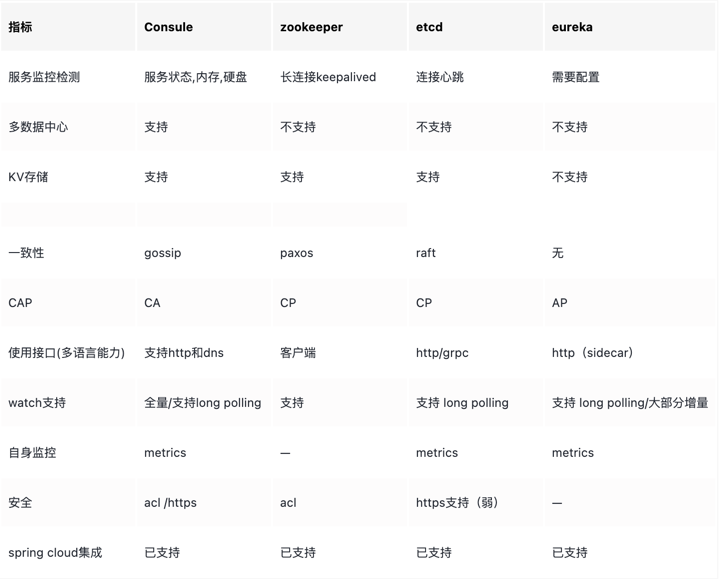 指标 Consule zookeeper etcd eureka
服务监控检测 服务状态,内存,硬盘 长连接keepalived 连接心跳 需要配置
多数据中心 支持 不支持 不支持 不支持
KV存储 支持 支持 支持 不支持
一致性 gossip paxos raft 无
CAP CA CP CP AP
使用接口(多语言能力) 支持http和dns 客户端 http/grpc http（sidecar）
watch支持 全量/支持long polling 支持 支持 long polling 支持 long polling/大部分增量
自身监控 metrics — metrics metrics
安全 acl /https acl https支持（弱） —
spring cloud集成 已支持 已支持 已支持 已支持